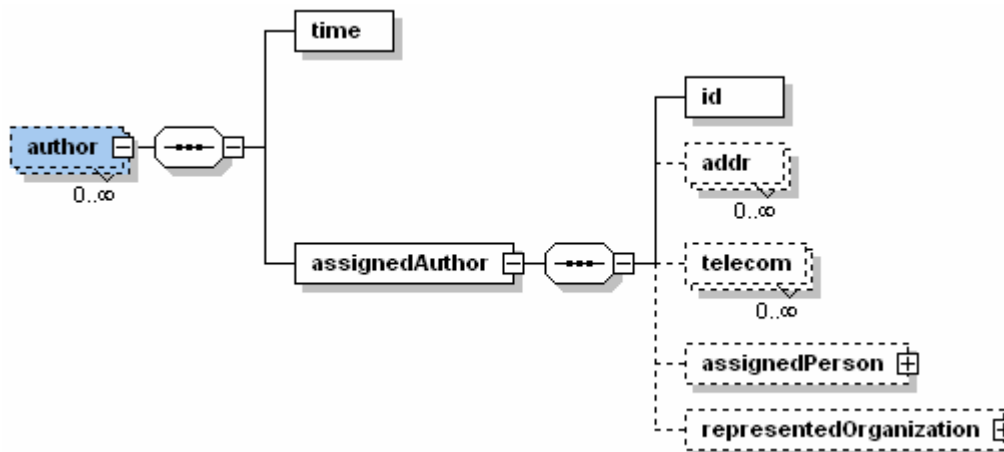 time
id
author
0..∞
addr
0..∞
assignedAuthor
telecom
0..∞
assignedPerson
representedOrganization